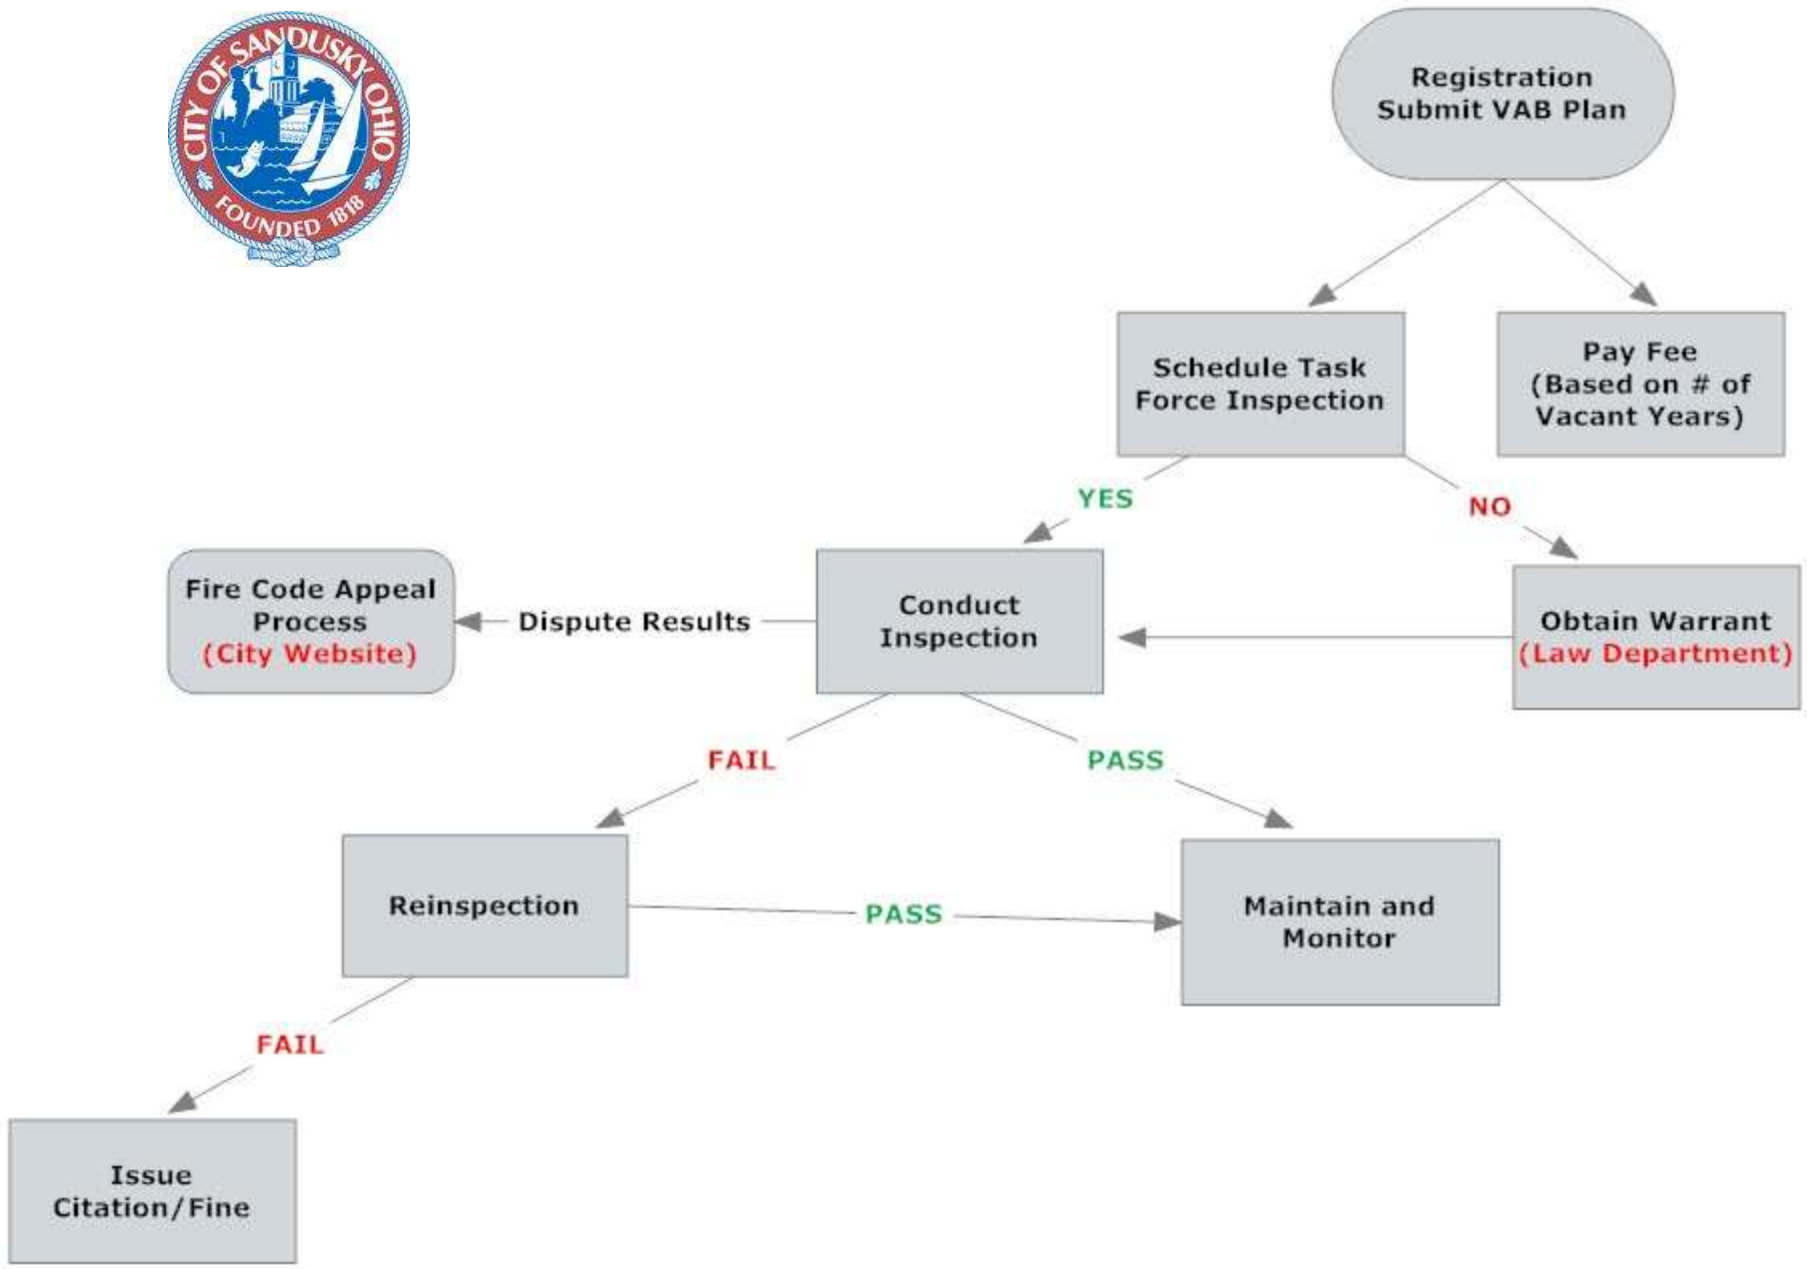 CITY OF SANDUSKY OHIO
FOUNDED 1818
Registration
Submit VAB Plan
Schedule Task
Force Inspection
Pay Fee
(Based on # of
Vacant Years)
YES
NO
Fire Code Appeal
Process
(City Website)
Dispute Results
Conduct
Inspection
Obtain Warrant
(Law Department)
FAIL
PASS
Reinspection
PASS
Maintain and
Monitor
FAIL
Issue
Citation/Fine